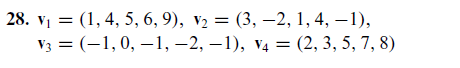 28. v₁ = (1, 4, 5, 6, 9), v₂ = (3, −2, 1, 4, −1),
v₃ = (−1, 0, −1, −2, −1), v₄ = (2, 3, 5, 7, 8)